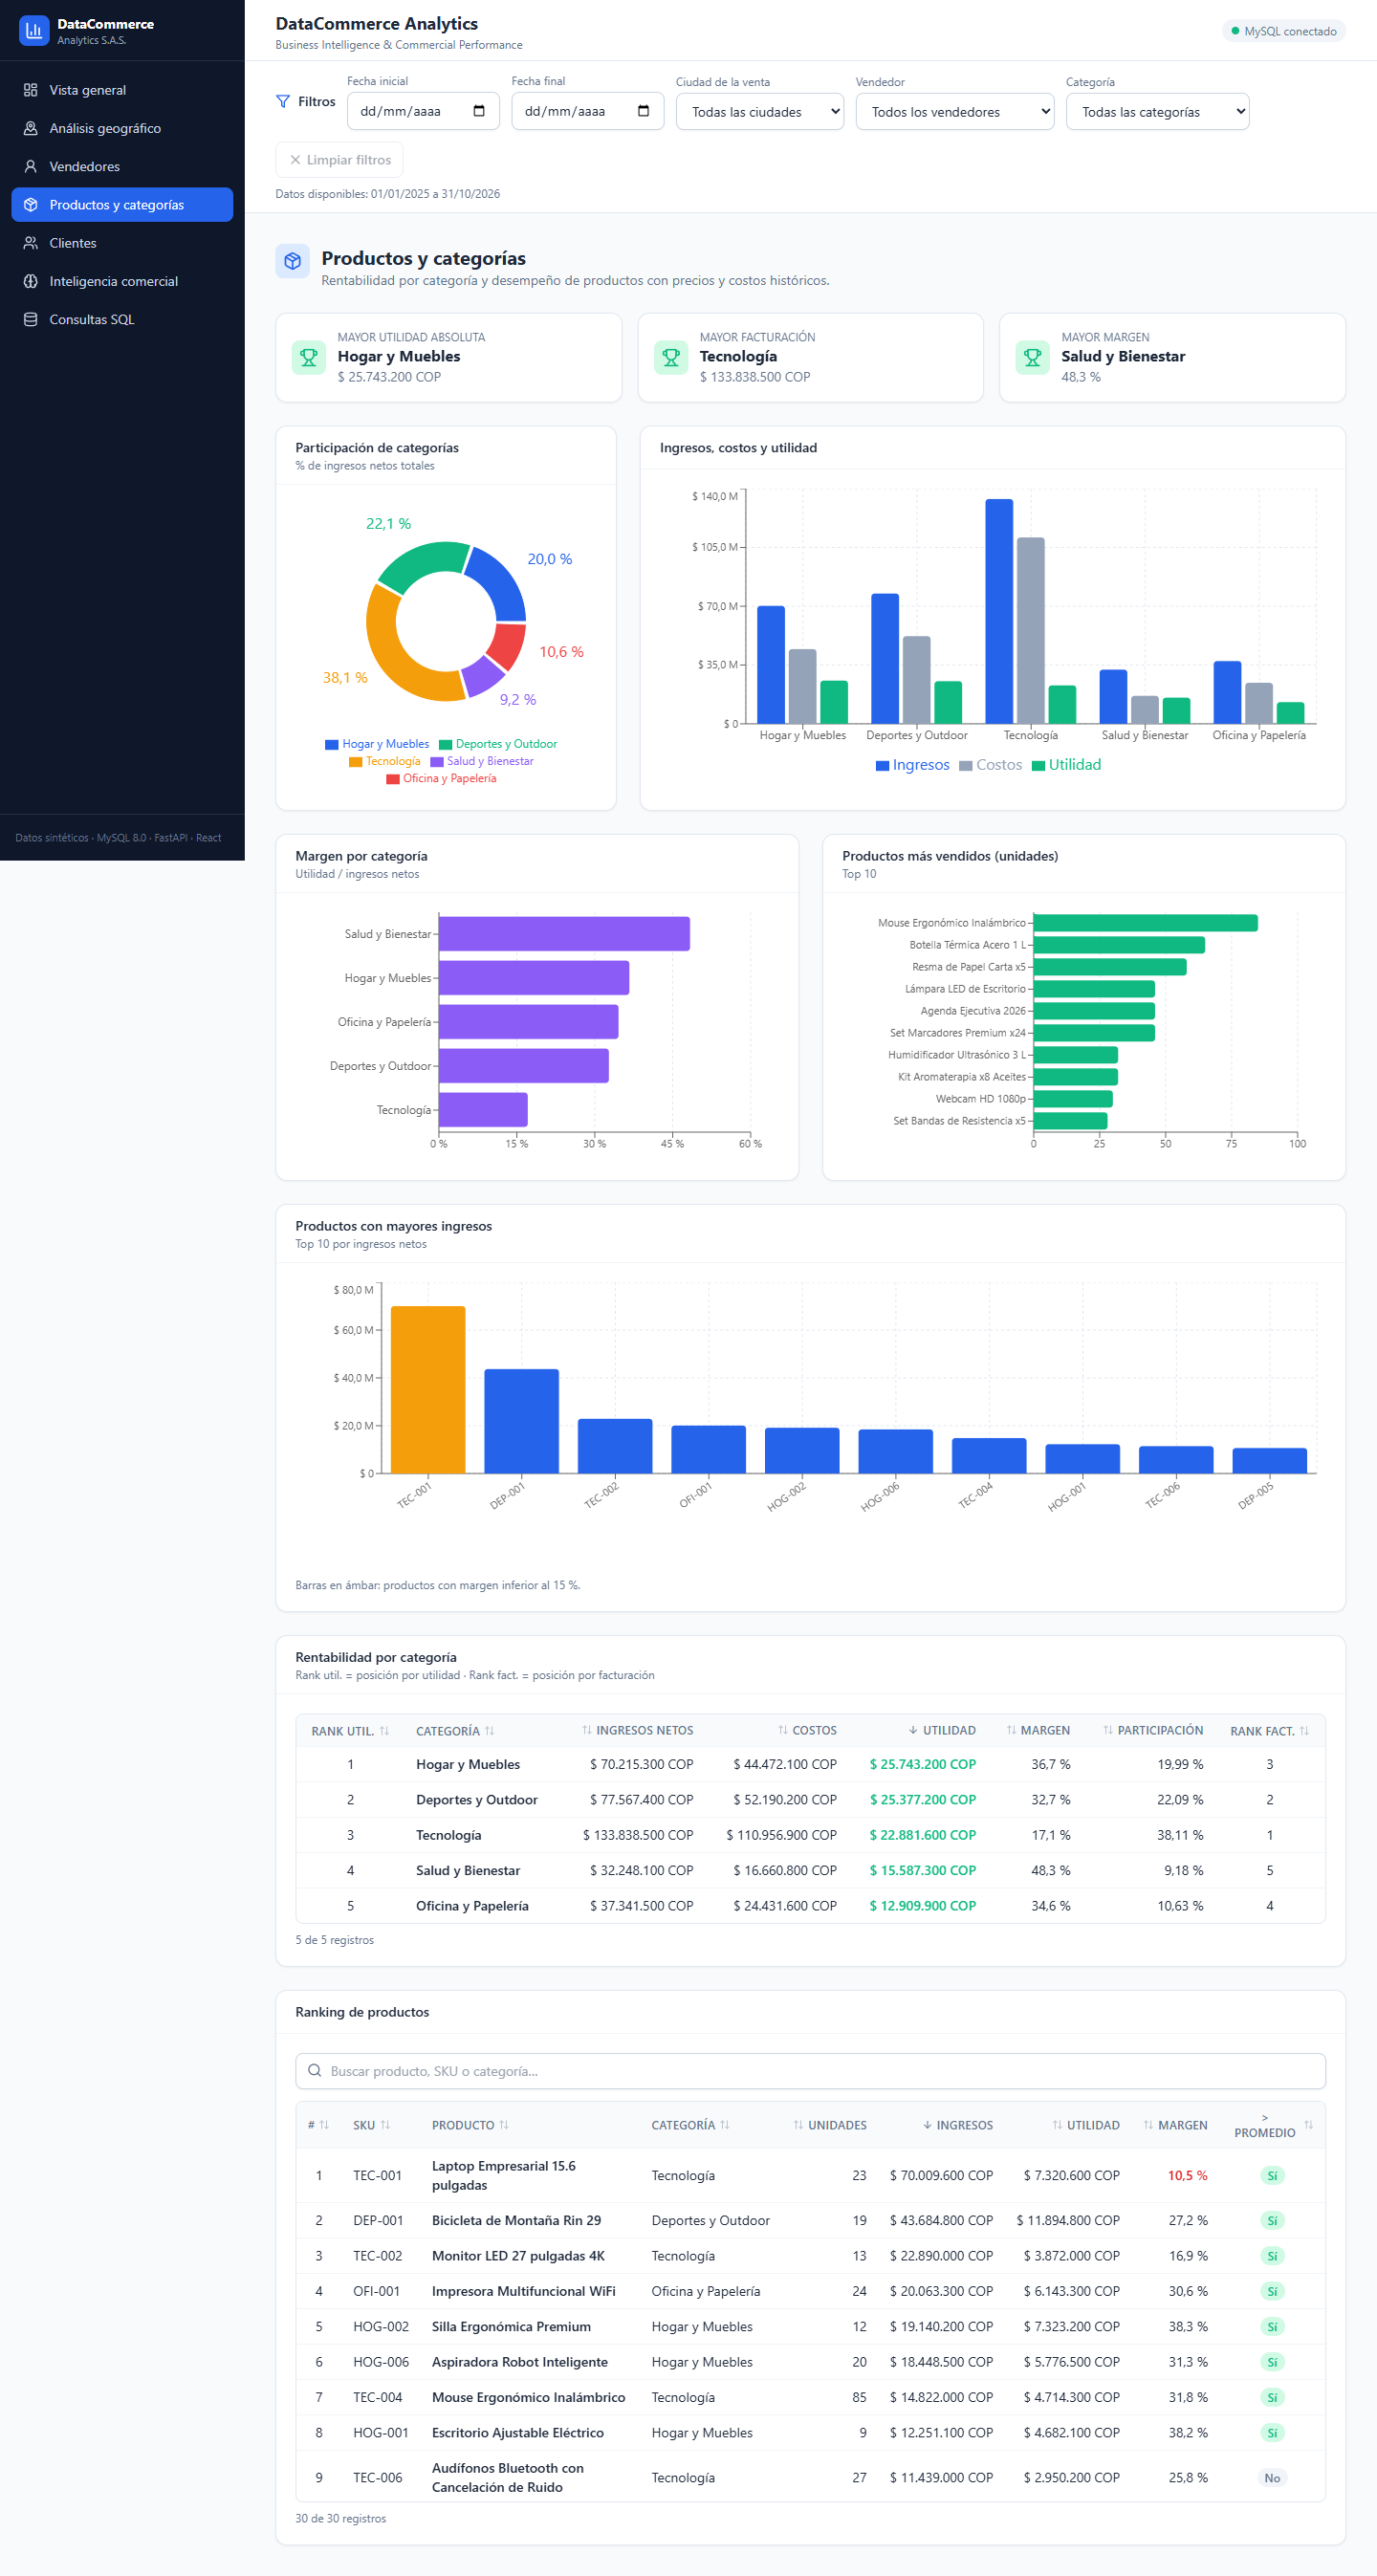 DataCommerce
Analytics S.A.S.
Vista general
Análisis geográfico
Vendedores
Productos y categorías
Clientes
Inteligencia comercial
Consultas SQL
Datos sintéticos · MySQL 8.0 · FastAPI · React
DataCommerce Analytics
Business Intelligence & Commercial Performance
MySQL conectado
Filtros
Fecha inicial
dd/mm/aaaa
Fecha final
dd/mm/aaaa
Ciudad de la venta
Todas las ciudades
Vendedor
Todos los vendedores
Categoría
Todas las categorías
Limpiar filtros
Datos disponibles: 01/01/2025 a 31/10/2026
Productos y categorías
Rentabilidad por categoría y desempeño de productos con precios y costos históricos.
MAYOR UTILIDAD ABSOLUTA
Hogar y Muebles
$ 25.743.200 COP
MAYOR FACTURACIÓN
Tecnología
$ 133.838.500 COP
MAYOR MARGEN
Salud y Bienestar
48,3 %
Participación de categorías
% de ingresos netos totales
22,1 %
20,0 %
10,6 %
38,1 %
9,2 %
Hogar y Muebles Deportes y Outdoor
Tecnología Salud y Bienestar
Oficina y Papelería
Ingresos, costos y utilidad
$ 140,0 M
$ 105,0 M
$ 70,0 M
$ 35,0 M
$ 0
Hogar y Muebles Deportes y Outdoor Tecnología Salud y Bienestar Oficina y Papelería
Ingresos Costos Utilidad
Margen por categoría
Utilidad / ingresos netos
Salud y Bienestar
Hogar y Muebles
Oficina y Papelería
Deportes y Outdoor
Tecnología
0 % 15 % 30 % 45 % 60 %
Productos más vendidos (unidades)
Top 10
Mouse Ergonómico Inalámbrico
Botella Térmica Acero 1 L
Resma de Papel Carta x5
Lámpara LED de Escritorio
Agenda Ejecutiva 2026
Set Marcadores Premium x24
Humidificador Ultrasónico 3 L
Kit Aromaterapia x8 Aceites
Webcam HD 1080p
Set Bandas de Resistencia x5
0 25 50 75 100
Productos con mayores ingresos
Top 10 por ingresos netos
$ 80,0 M
$ 60,0 M
$ 40,0 M
$ 20,0 M
$ 0
TEC-001 DEP-001 TEC-002 OFI-001 HOG-002 HOG-006 TEC-004 HOG-001 TEC-006 DEP-005
Barras en ámbar: productos con margen inferior al 15 %.
Rentabilidad por categoría
Rank util. = posición por utilidad · Rank fact. = posición por facturación
RANK UTIL. ↑↓ CATEGORÍA ↑↓ ↑↓ INGRESOS NETOS ↑↓ COSTOS ↓ UTILIDAD ↑↓ MARGEN ↑↓ PARTICIPACIÓN RANK FACT. ↑↓
1 Hogar y Muebles $ 70.215.300 COP $ 44.472.100 COP $ 25.743.200 COP 36,7 % 19,99 % 3
2 Deportes y Outdoor $ 77.567.400 COP $ 52.190.200 COP $ 25.377.200 COP 32,7 % 22,09 % 2
3 Tecnología $ 133.838.500 COP $ 110.956.900 COP $ 22.881.600 COP 17,1 % 38,11 % 1
4 Salud y Bienestar $ 32.248.100 COP $ 16.660.800 COP $ 15.587.300 COP 48,3 % 9,18 % 5
5 Oficina y Papelería $ 37.341.500 COP $ 24.431.600 COP $ 12.909.900 COP 34,6 % 10,63 % 4
5 de 5 registros
Ranking de productos
Buscar producto, SKU o categoría...
# ↑↓ SKU ↑↓ PRODUCTO ↑↓ CATEGORÍA ↑↓ ↑↓ UNIDADES ↓ INGRESOS ↑↓ UTILIDAD ↑↓ MARGEN > PROMEDIO ↑↓
1 TEC-001 Laptop Empresarial 15.6 pulgadas Tecnología 23 $ 70.009.600 COP $ 7.320.600 COP 10,5 % Sí
2 DEP-001 Bicicleta de Montaña Rin 29 Deportes y Outdoor 19 $ 43.684.800 COP $ 11.894.800 COP 27,2 % Sí
3 TEC-002 Monitor LED 27 pulgadas 4K Tecnología 13 $ 22.890.000 COP $ 3.872.000 COP 16,9 % Sí
4 OFI-001 Impresora Multifuncional WiFi Oficina y Papelería 24 $ 20.063.300 COP $ 6.143.300 COP 30,6 % Sí
5 HOG-002 Silla Ergonómica Premium Hogar y Muebles 12 $ 19.140.200 COP $ 7.323.200 COP 38,3 % Sí
6 HOG-006 Aspiradora Robot Inteligente Hogar y Muebles 20 $ 18.448.500 COP $ 5.776.500 COP 31,3 % Sí
7 TEC-004 Mouse Ergonómico Inalámbrico Tecnología 85 $ 14.822.000 COP $ 4.714.300 COP 31,8 % Sí
8 HOG-001 Escritorio Ajustable Eléctrico Hogar y Muebles 9 $ 12.251.100 COP $ 4.682.100 COP 38,2 % Sí
9 TEC-006 Audífonos Bluetooth con Cancelación de Ruido Tecnología 27 $ 11.439.000 COP $ 2.950.200 COP 25,8 % No
30 de 30 registros